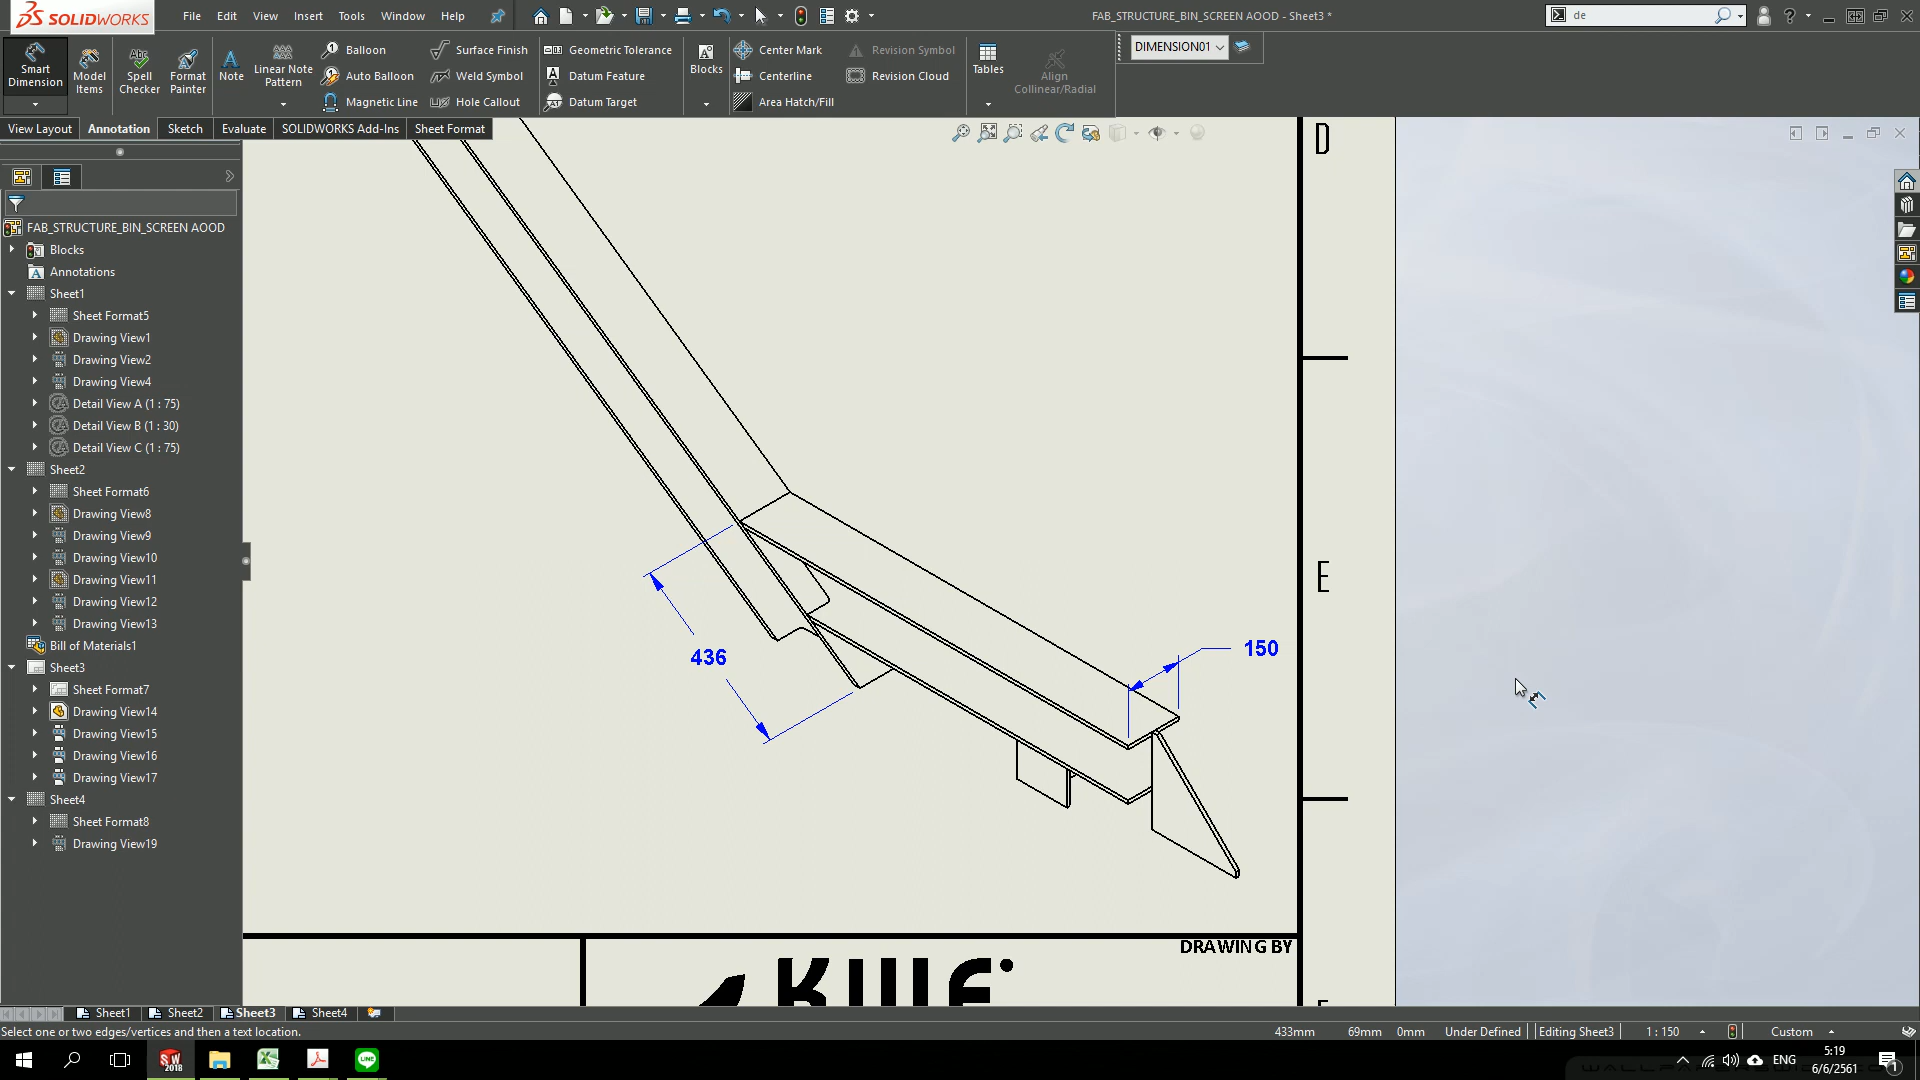 SOLIDWORKS
File Edit View Insert Tools Window Help
FAB_STRUCTURE_BIN_SCREEN AOOD - Sheet3 *
de
Smart Dimension
Model Items
Spell Checker
Format Painter
Note
Linear Note Pattern
Balloon
Auto Balloon
Magnetic Line
Surface Finish
Weld Symbol
Hole Callout
Geometric Tolerance
Datum Feature
Datum Target
Blocks
Center Mark
Centerline
Area Hatch/Fill
Revision Symbol
Revision Cloud
Tables
Align Collinear/Radial
DIMENSION01
View Layout Annotation Sketch Evaluate SOLIDWORKS Add-Ins Sheet Format
FAB_STRUCTURE_BIN_SCREEN AOOD
Blocks
Annotations
Sheet1
Sheet Format5
Drawing View1
Drawing View2
Drawing View4
Detail View A (1 : 75)
Detail View B (1 : 30)
Detail View C (1 : 75)
Sheet2
Sheet Format6
Drawing View8
Drawing View9
Drawing View10
Drawing View11
Drawing View12
Drawing View13
Bill of Materials1
Sheet3
Sheet Format7
Drawing View14
Drawing View15
Drawing View16
Drawing View17
Sheet4
Sheet Format8
Drawing View19
D
E
436
150
DRAWING BY
Sheet1 Sheet2 Sheet3 Sheet4
Select one or two edges/vertices and then a text location.
433mm 69mm 0mm Under Defined Editing Sheet3 1 : 150 Custom
SW 2018
LINE
ENG
5:19
6/6/2561
1